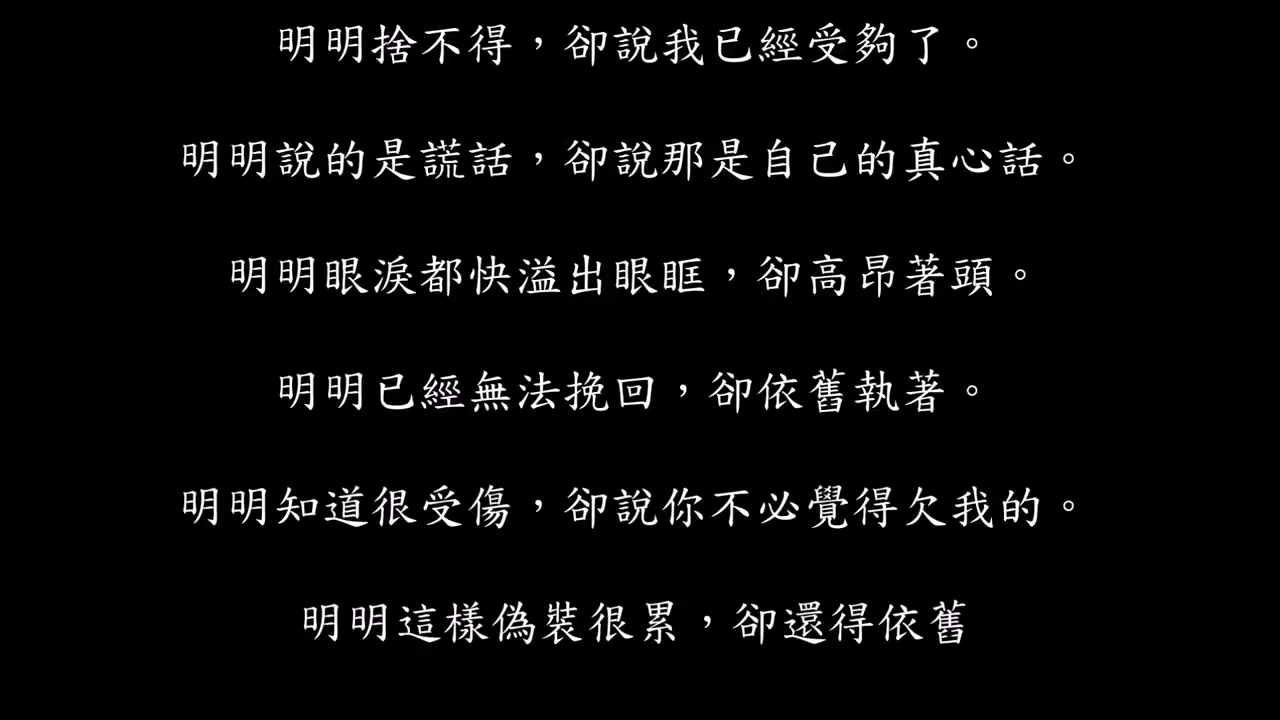 明明捨不得，卻說我已經受夠了。
明明說的是謊話，卻說那是自己的真心話。
明明眼淚都快溢出眼眶，卻高昂著頭。
明明已經無法挽回，卻依舊執著。
明明知道很受傷，卻說你不必覺得欠我的。
明明這樣偽裝很累，卻還得依舊